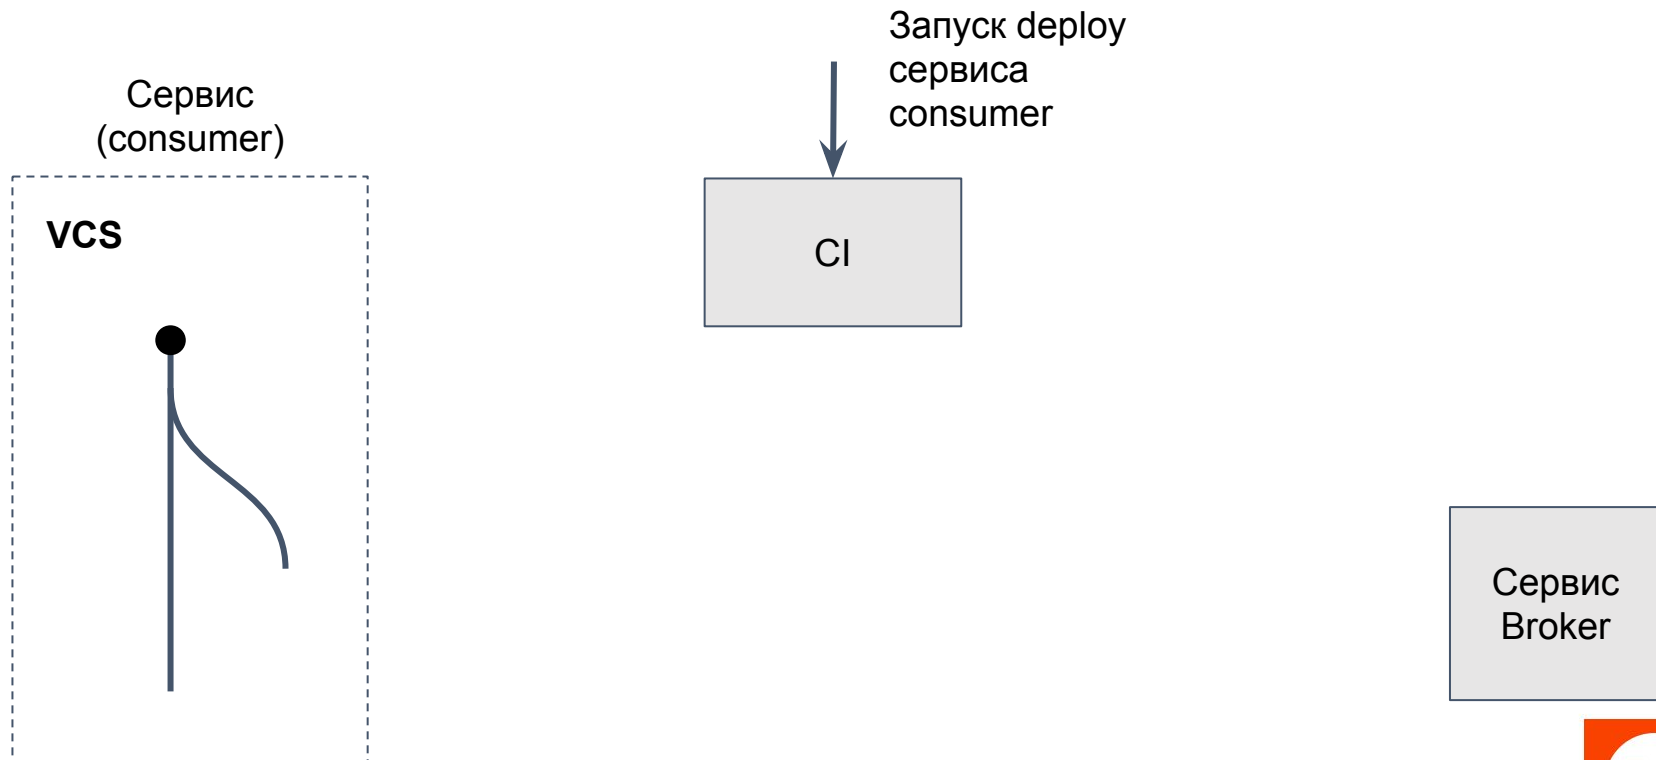 Запуск deploy
сервиса
consumer
Сервис
(consumer)
VCS
CI
Сервис
Broker